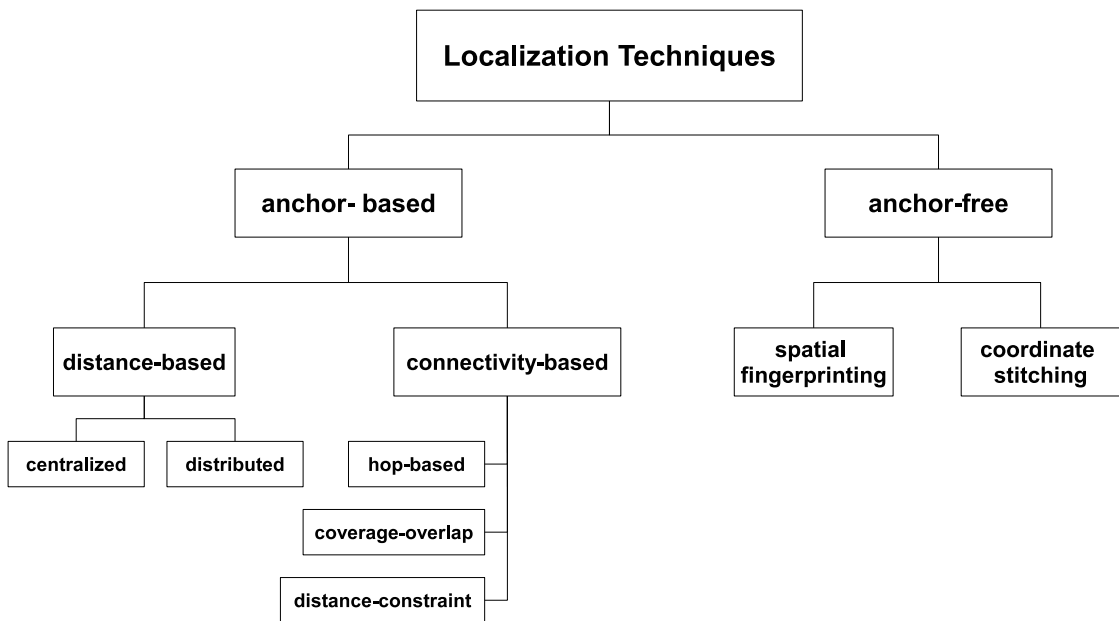 Localization Techniques
anchor- based
anchor-free
distance-based
connectivity-based
spatial
fingerprinting
coordinate
stitching
centralized
distributed
hop-based
coverage-overlap
distance-constraint